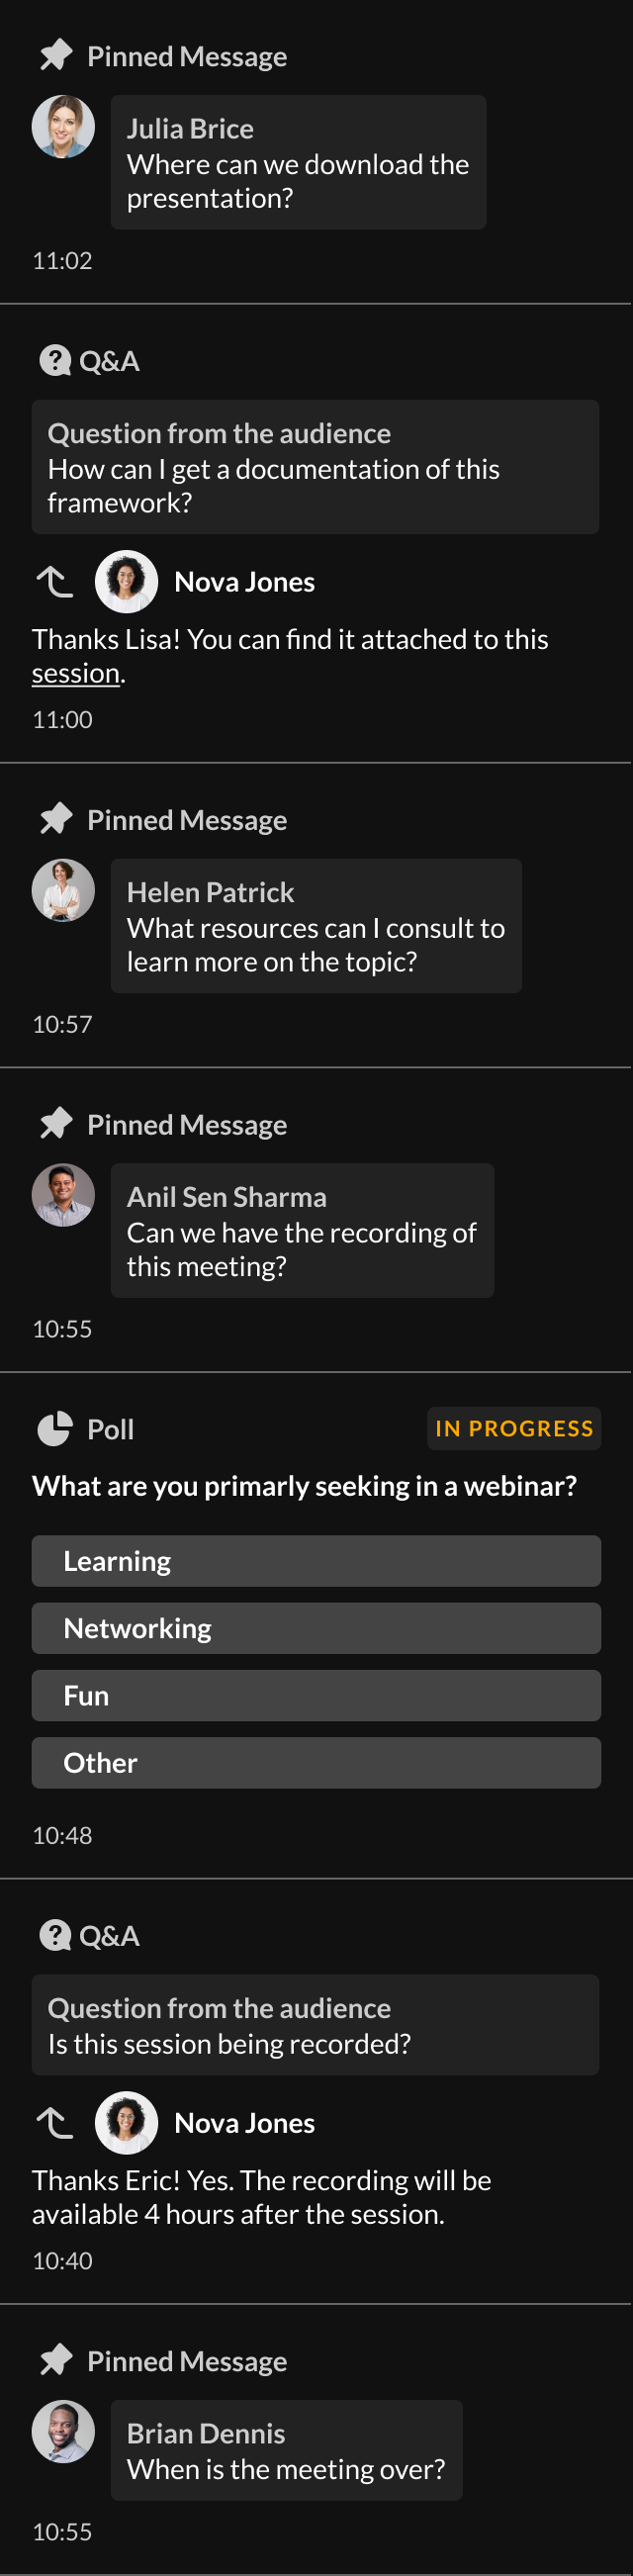 Pinned Message
Julia Brice
Where can we download the
presentation?
11:02
Q&A
Question from the audience
How can I get a documentation of this
framework?
Nova Jones
Thanks Lisa! You can find it attached to this
session.
11:00
Pinned Message
Helen Patrick
What resources can I consult to
learn more on the topic?
10:57
Pinned Message
Anil Sen Sharma
Can we have the recording of
this meeting?
10:55
Poll
IN PROGRESS
What are you primarly seeking in a webinar?
Learning
Networking
Fun
Other
10:48
Q&A
Question from the audience
Is this session being recorded?
Nova Jones
Thanks Eric! Yes. The recording will be
available 4 hours after the session.
10:40
Pinned Message
Brian Dennis
When is the meeting over?
10:55